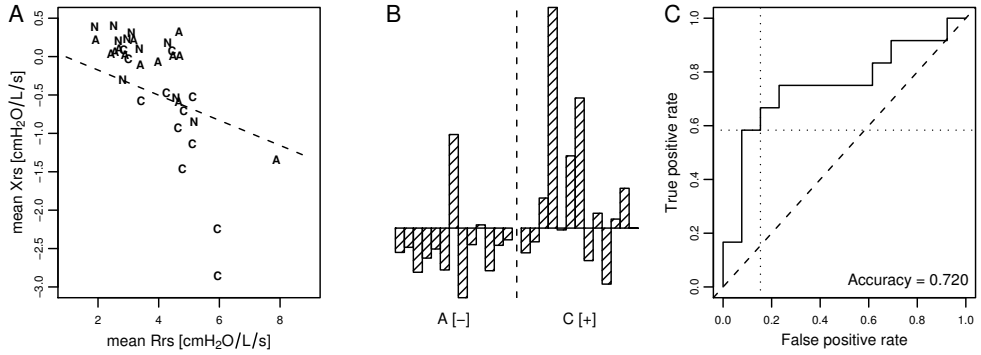 A
mean Xrs [cmH2O/L/s]
0.5
0.0
−0.5
−1.0
−1.5
−2.0
−2.5
−3.0
2 4 6 8
mean Rrs [cmH2O/L/s]
B
A [−] C [+]
C
True positive rate
1.0
0.8
0.6
0.4
0.2
0.0
Accuracy = 0.720
0.0 0.2 0.4 0.6 0.8 1.0
False positive rate